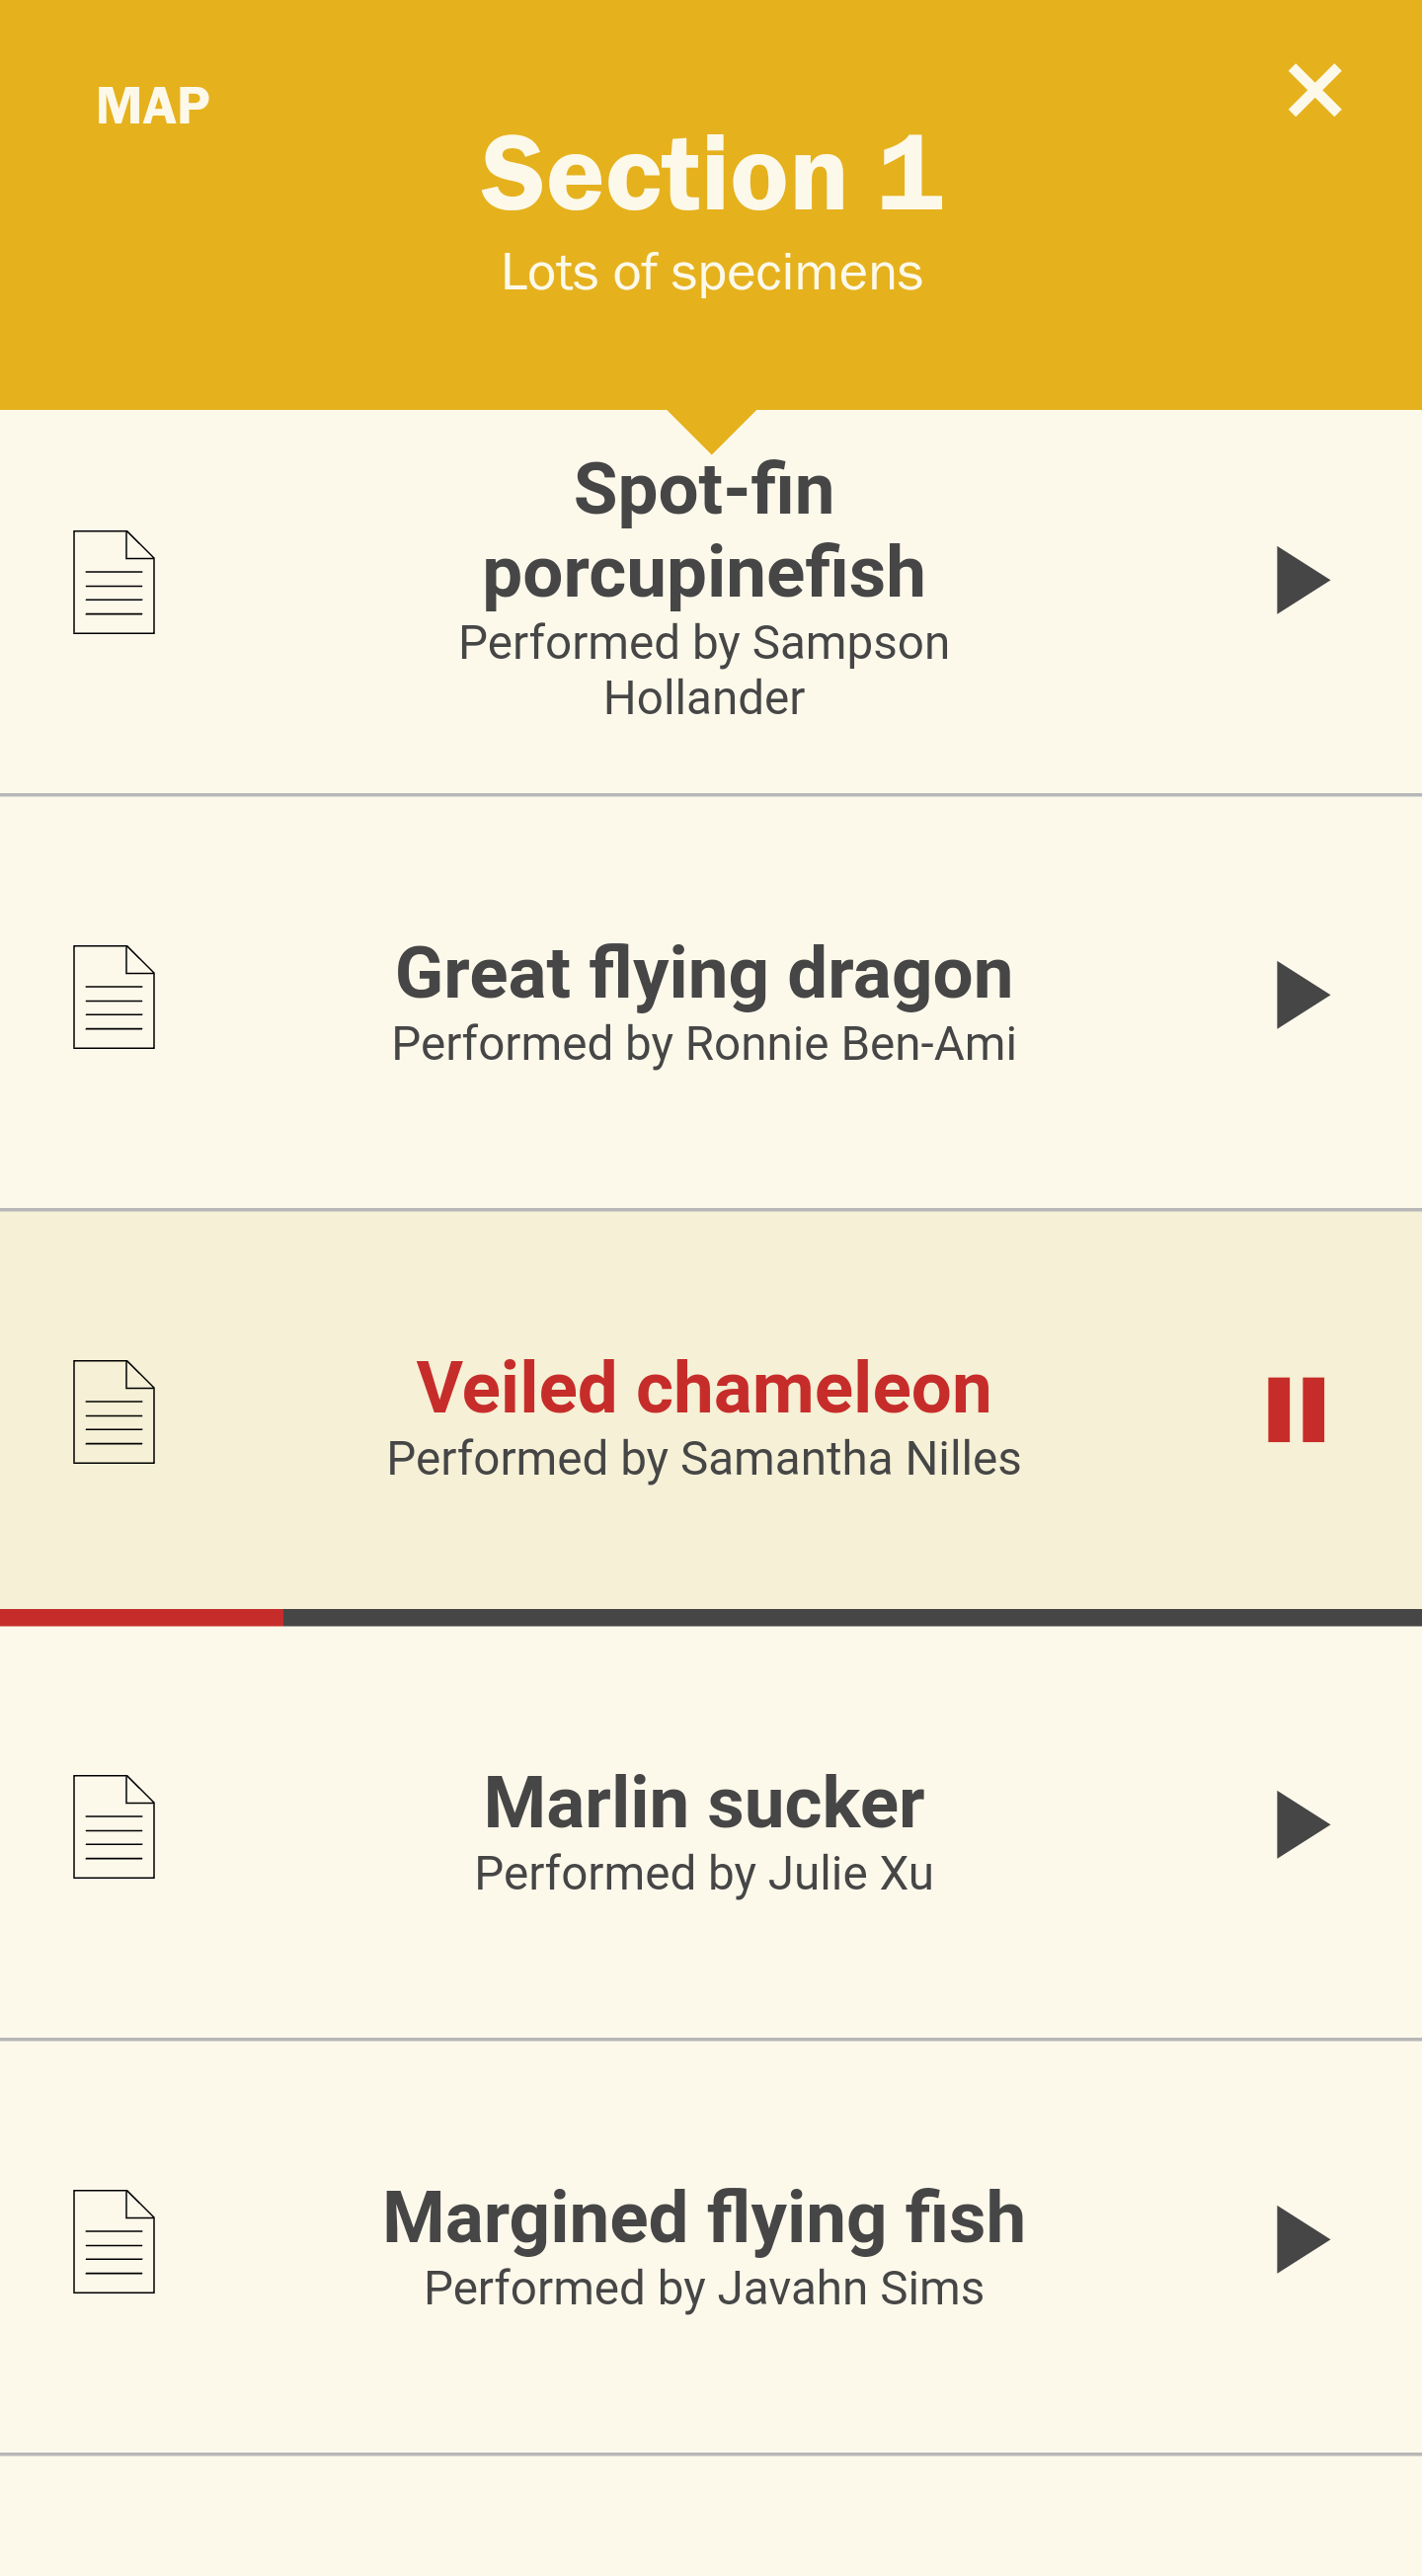 MAP
Section 1
Lots of specimens
Spot-fin
porcupinefish
Performed by Sampson
Hollander
Great flying dragon
Performed by Ronnie Ben-Ami
Veiled chameleon
Performed by Samantha Nilles
Marlin sucker
Performed by Julie Xu
Margined flying fish
Performed by Javahn Sims